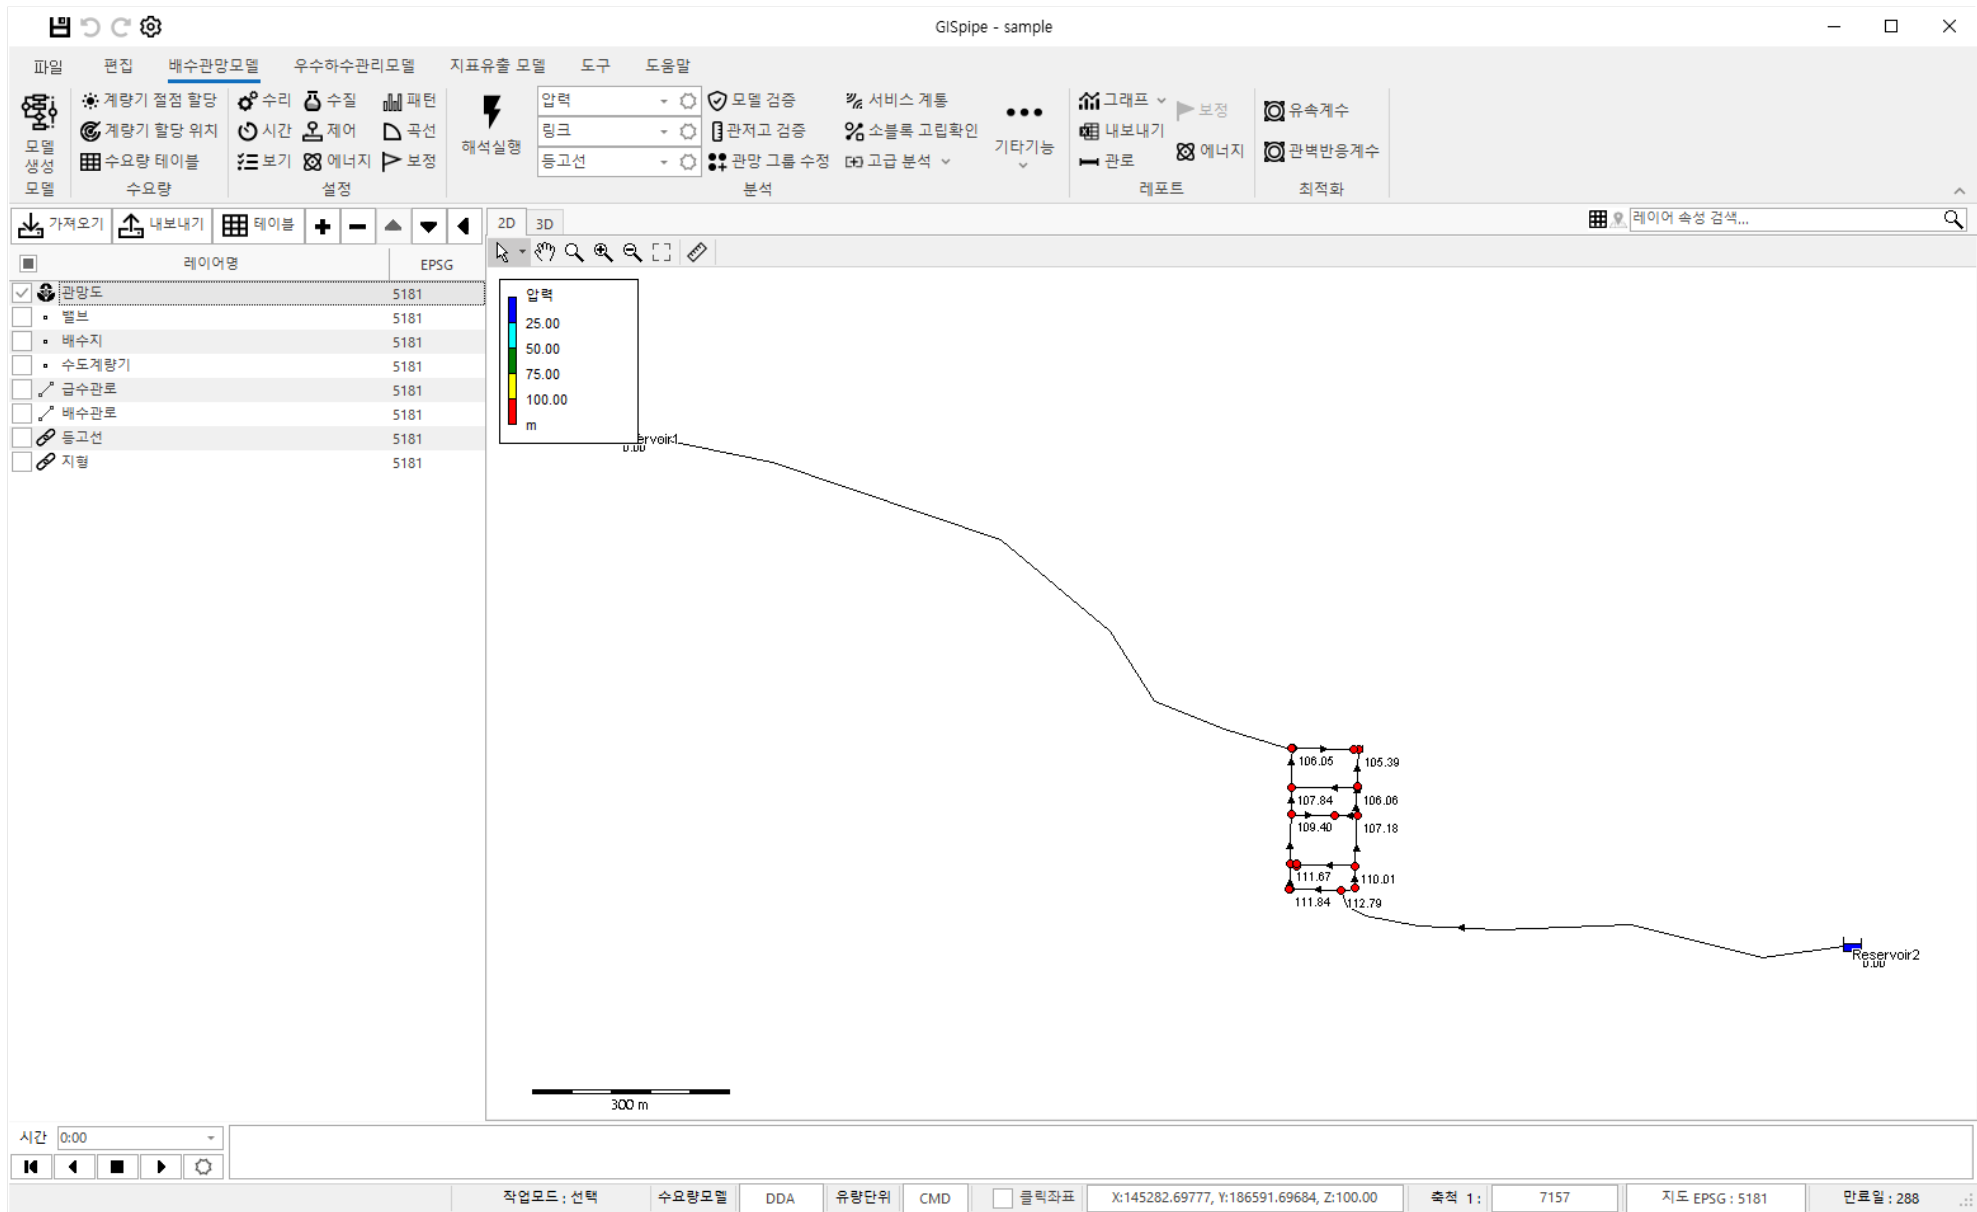 GISpipe - sample
파일 편집 배수관망모델 우수하수관리모델 지표유출 모델 도구 도움말
모델 생성
모델
계량기 절점 할당
계량기 할당 위치
수요량 테이블
수요량
수리 수질 패턴
시간 제어 곡선
보기 에너지 보정
설정
해석실행
압력
링크
등고선
모델 검증
관저고 검증
관망 그룹 수정
서비스 계통
소블록 고립확인
고급 분석
기타기능
분석
그래프
내보내기
관로
보정
에너지
레포트
유속계수
관벽반응계수
최적화
가져오기 내보내기 테이블
레이어명 EPSG
관망도 5181
밸브 5181
배수지 5181
수도계량기 5181
급수관로 5181
배수관로 5181
등고선 5181
지형 5181
2D 3D
레이어 속성 검색...
압력
25.00
50.00
75.00
100.00
m
ervoir1
0.00
106.05 105.39
107.84 106.06
109.40 107.18
111.67 110.01
111.84 112.79
Reservoir2
0.00
300 m
시간 0:00
작업모드 : 선택 수요량모델 DDA 유량단위 CMD 클릭좌표 X:145282.69777, Y:186591.69684, Z:100.00 축척 1 : 7157 지도 EPSG : 5181 만료일 : 288